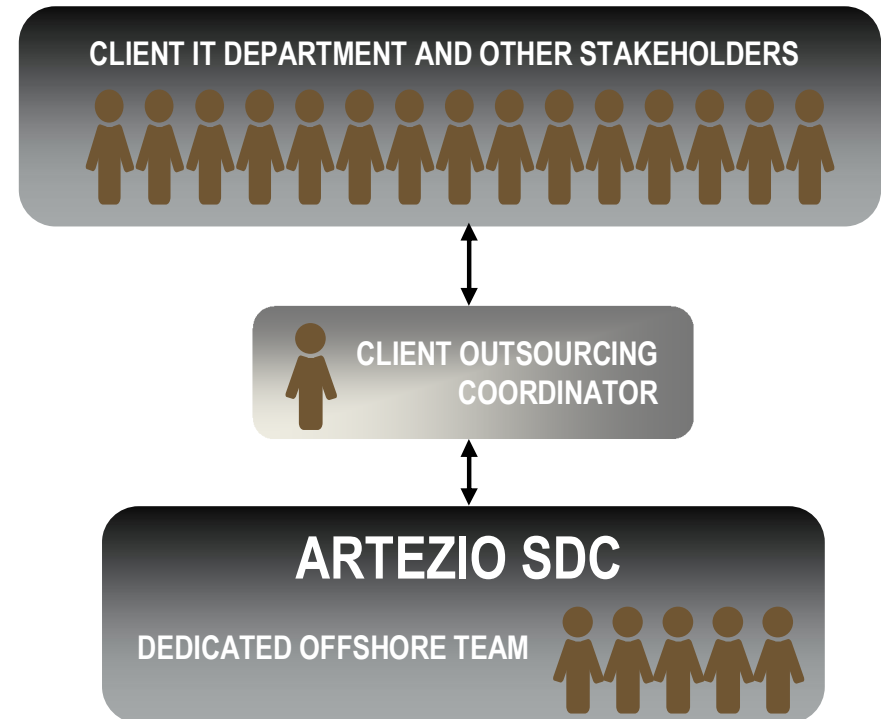 CLIENT IT DEPARTMENT AND OTHER STAKEHOLDERS
CLIENT OUTSOURCING
COORDINATOR
ARTEZIO SDC
DEDICATED OFFSHORE TEAM